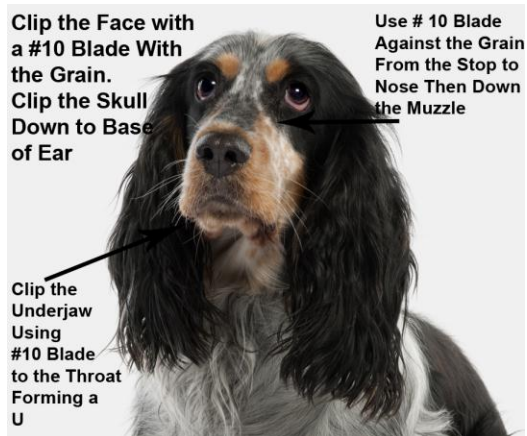 Clip the Face with
a #10 Blade With
the Grain.
Clip the Skull
Down to Base
of Ear
Use # 10 Blade
Against the Grain
From the Stop to
Nose Then Down
the Muzzle
Clip the
Underjaw
Using
#10 Blade
to the Throat
Forming a
U